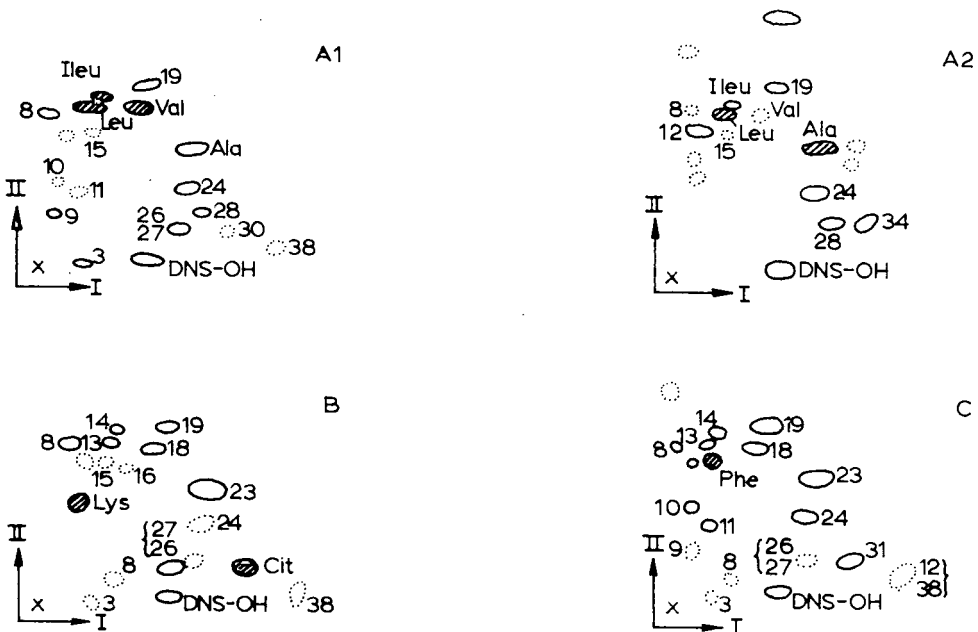 A1
Ileu
19
8
Val
Leu
15
Ala
10
11
24
II
9
26
28
27
30
38
3
DNS-OH
X
I
A2
19
Ileu
8
Val
12
Leu
Ala
15
24
II
34
28
X
DNS-OH
I
B
14
19
8
13
18
15
16
Lys
23
24
{27
26
II
8
Cit
3
DNS-OH
38
X
I
C
14
19
13
8
18
Phe
23
10
11
24
II
9
{26
27
31
8
12}
38
X
3
DNS-OH
I